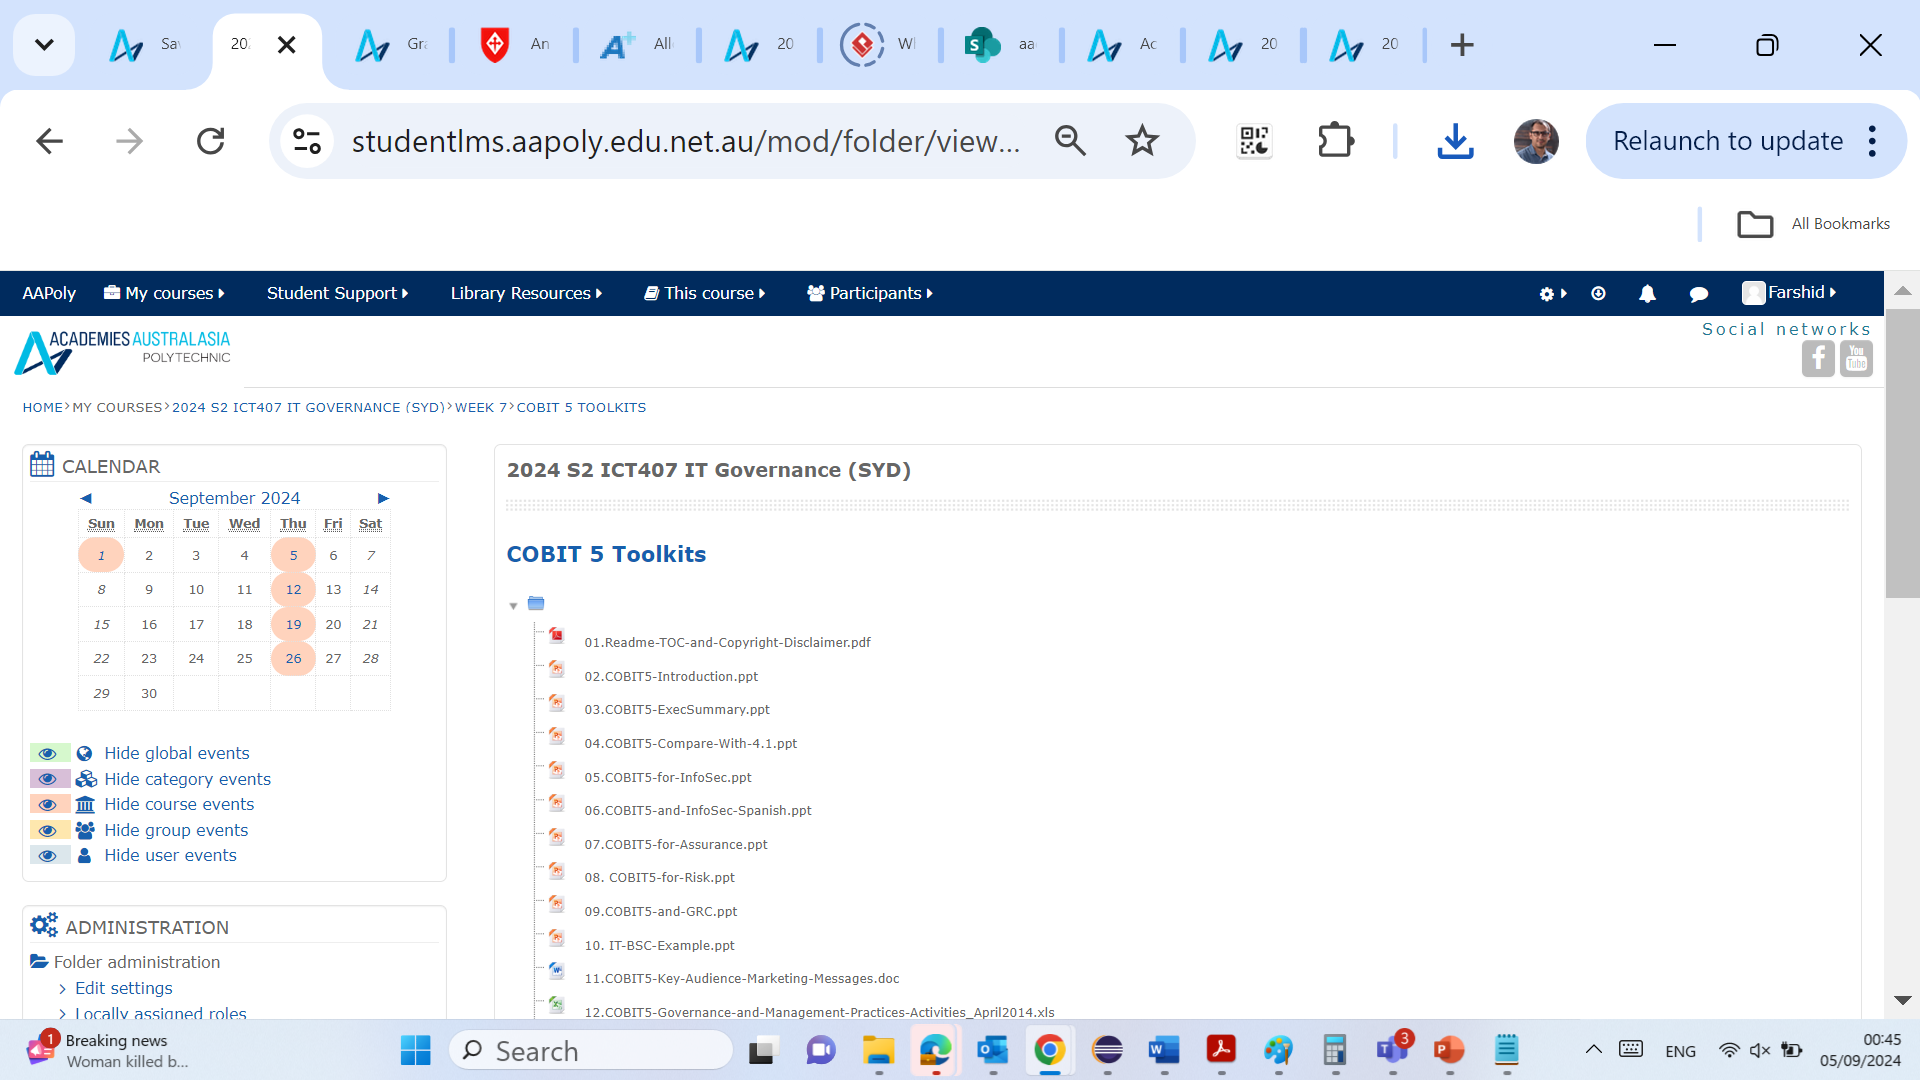 Sa
20
Gr
An
All
20
Wl
aa
Ac
20
20
studentlms.aapoly.edu.net.au/mod/folder/view...
Relaunch to update
All Bookmarks
AAPoly My courses Student Support Library Resources This course Participants Farshid
ACADEMIES AUSTRALASIA
POLYTECHNIC
Social networks
You Tube
HOME MY COURSES 2024 S2 ICT407 IT GOVERNANCE (SYD) WEEK 7 COBIT 5 TOOLKITS
CALENDAR
September 2024
Sun Mon Tue Wed Thu Fri Sat
1 2 3 4 5 6 7
8 9 10 11 12 13 14
15 16 17 18 19 20 21
22 23 24 25 26 27 28
29 30
Hide global events
Hide category events
Hide course events
Hide group events
Hide user events
ADMINISTRATION
Folder administration
Edit settings
Locally assigned roles
2024 S2 ICT407 IT Governance (SYD)
COBIT 5 Toolkits
01.Readme-TOC-and-Copyright-Disclaimer.pdf
02.COBIT5-Introduction.ppt
03.COBIT5-ExecSummary.ppt
04.COBIT5-Compare-With-4.1.ppt
05.COBIT5-for-InfoSec.ppt
06.COBIT5-and-InfoSec-Spanish.ppt
07.COBIT5-for-Assurance.ppt
08. COBIT5-for-Risk.ppt
09.COBIT5-and-GRC.ppt
10. IT-BSC-Example.ppt
11.COBIT5-Key-Audience-Marketing-Messages.doc
12.COBIT5-Governance-and-Management-Practices-Activities_April2014.xls
1
Breaking news
Woman killed b...
Search
3
ENG
00:45
05/09/2024